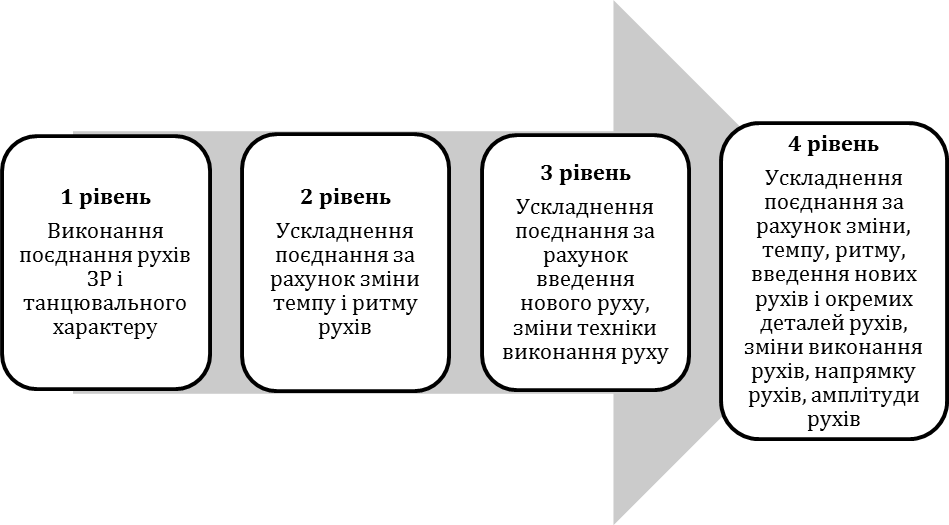 1 рівень
Виконання
поєднання рухів
ЗР і
танцювального
характеру
2 рівень
Ускладнення
поєднання за
рахунок зміни
темпу і ритму
рухів
3 рівень
Ускладнення
поєднання за
рахунок
введення
нового руху,
зміни техніки
виконання руху
4 рівень
Ускладнення
поєднання за
рахунок зміни,
темпу, ритму,
введення нових
рухів і окремих
деталей рухів,
зміни виконання
рухів, напрямку
рухів, амплітуди
рухів